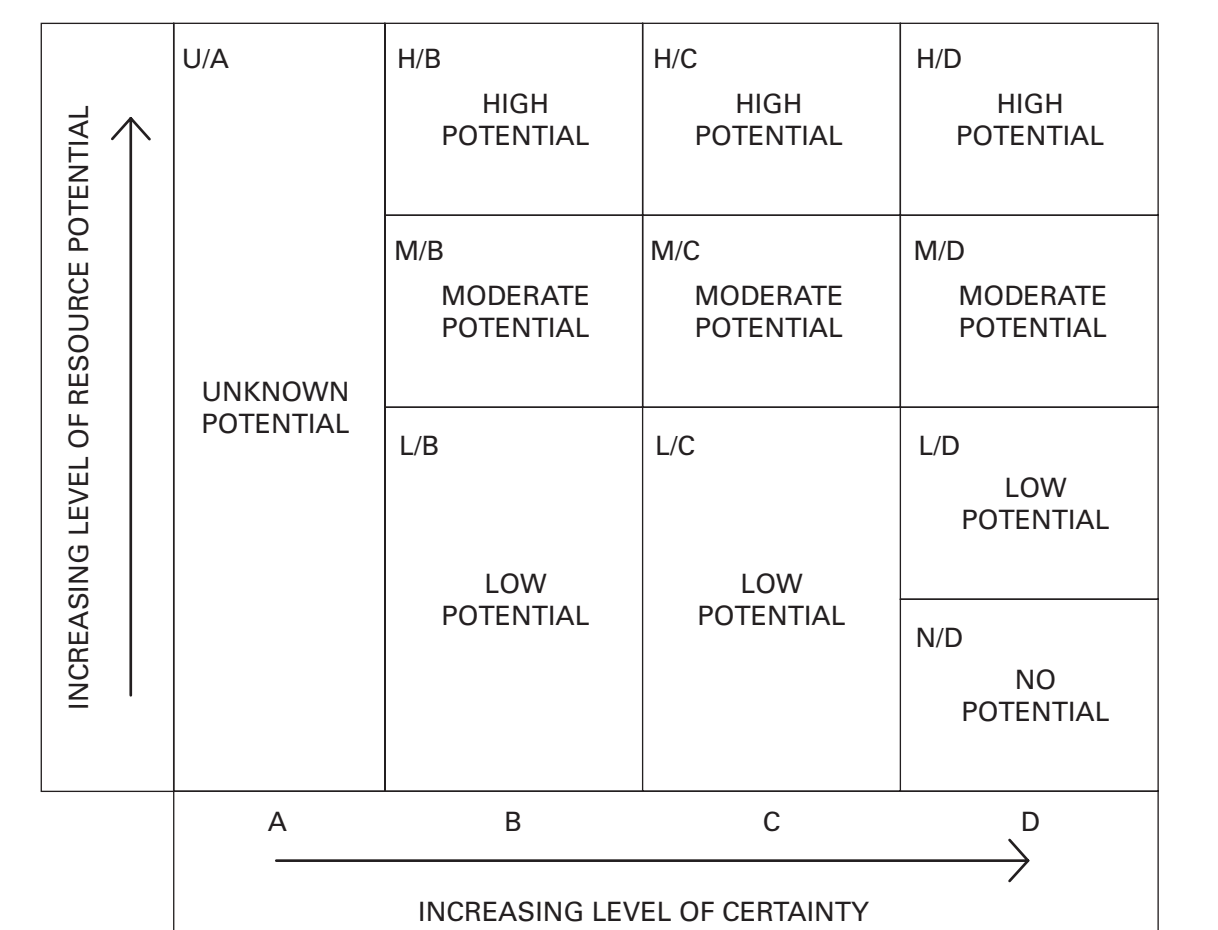 INCREASING LEVEL OF RESOURCE POTENTIAL
U/A
UNKNOWN
POTENTIAL
H/B
HIGH
POTENTIAL
H/C
HIGH
POTENTIAL
H/D
HIGH
POTENTIAL
M/B
MODERATE
POTENTIAL
M/C
MODERATE
POTENTIAL
M/D
MODERATE
POTENTIAL
L/B
LOW
POTENTIAL
L/C
LOW
POTENTIAL
L/D
LOW
POTENTIAL
N/D
NO
POTENTIAL
A B C D
INCREASING LEVEL OF CERTAINTY